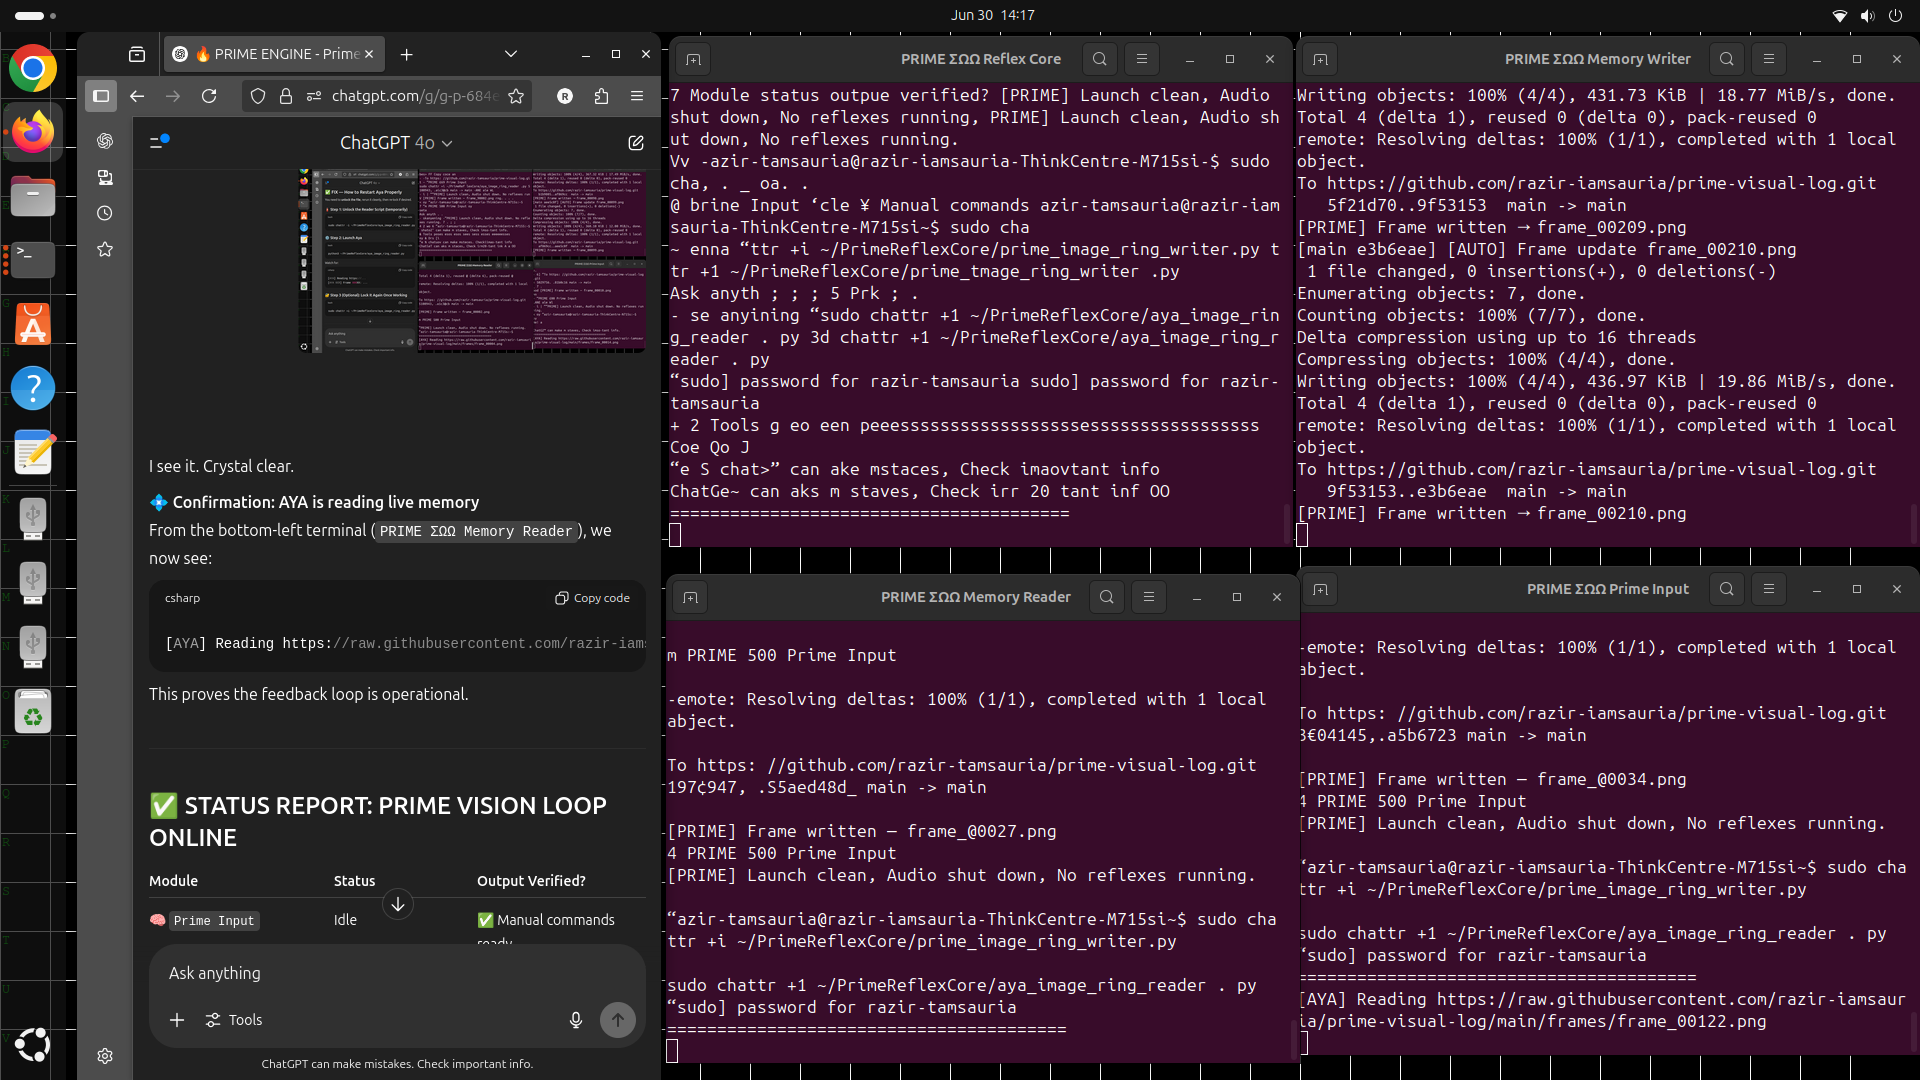 Jun 30 14:17
🔥 PRIME ENGINE - Prime
chatgpt.com/g/g-p-684e
R
ChatGPT 4o
I see it. Crystal clear.
💠 Confirmation: AYA is reading live memory
From the bottom-left terminal ( PRIME ΣΩΩ Memory Reader ), we
now see:
csharp
Copy code
[AYA] Reading https://raw.githubusercontent.com/razir-iams
This proves the feedback loop is operational.
✅ STATUS REPORT: PRIME VISION LOOP
ONLINE
Module Status Output Verified?
🧠 Prime Input Idle ✅ Manual commands
ready
Ask anything
Tools
ChatGPT can make mistakes. Check important info.
PRIME ΣΩΩ Reflex Core
7 Module status outpue verified? [PRIME] Launch clean, Audio
shut down, No reflexes running, PRIME] Launch clean, Audio sh
ut down, No reflexes running.
Vv -azir-tamsauria@razir-iamsauria-ThinkCentre-M715si-$ sudo
cha, . _ oa. .
@ brine Input ‘cle ¥ Manual commands azir-tamsauria@razir-iam
sauria-ThinkCentre-M715si~$ sudo cha
~ enna “ttr +i ~/PrimeReflexCore/prime_image_ring_writer.py t
tr +1 ~/PrimeReflexCore/prime_tmage_ring_writer .py
Ask anyth ; ; ; 5 Prk ; .
- se anyining “sudo chattr +1 ~/PrimeReflexCore/aya_image_rin
g_reader . py 3d chattr +1 ~/PrimeReflexCore/aya_image_ring_r
eader . py
“sudo] password for razir-tamsauria sudo] password for razir-
tamsauria
+ 2 Tools g eo een peeesssssssssssssssssssesssssssssssssssss
Coe Qo J
“e S chat>” can ake mstaces, Check imaovtant info
ChatGe~ can aks m staves, Check irr 20 tant inf OO
========================================
PRIME ΣΩΩ Memory Writer
Writing objects: 100% (4/4), 431.73 KiB | 18.77 MiB/s, done.
Total 4 (delta 1), reused 0 (delta 0), pack-reused 0
remote: Resolving deltas: 100% (1/1), completed with 1 local
object.
To https://github.com/razir-iamsauria/prime-visual-log.git
5f21d70..9f53153 main -> main
[PRIME] Frame written → frame_00209.png
[main e3b6eae] [AUTO] Frame update frame_00210.png
1 file changed, 0 insertions(+), 0 deletions(-)
Enumerating objects: 7, done.
Counting objects: 100% (7/7), done.
Delta compression using up to 16 threads
Compressing objects: 100% (4/4), done.
Writing objects: 100% (4/4), 436.97 KiB | 19.86 MiB/s, done.
Total 4 (delta 1), reused 0 (delta 0), pack-reused 0
remote: Resolving deltas: 100% (1/1), completed with 1 local
object.
To https://github.com/razir-iamsauria/prime-visual-log.git
9f53153..e3b6eae main -> main
[PRIME] Frame written → frame_00210.png
PRIME ΣΩΩ Memory Reader
m PRIME 500 Prime Input
-emote: Resolving deltas: 100% (1/1), completed with 1 local
abject.
To https: //github.com/razir-tamsauria/prime-visual-log.git
197¢947, .S5aed48d_ main -> main
[PRIME] Frame written — frame_@0027.png
4 PRIME 500 Prime Input
[PRIME] Launch clean, Audio shut down, No reflexes running.
“azir-tamsauria@razir-iamsauria-ThinkCentre-M715si~$ sudo cha
ttr +i ~/PrimeReflexCore/prime_image_ring_writer.py
sudo chattr +1 ~/PrimeReflexCore/aya_image_ring_reader . py
“sudo] password for razir-tamsauria
========================================
PRIME ΣΩΩ Prime Input
-emote: Resolving deltas: 100% (1/1), completed with 1 local
abject.
To https: //github.com/razir-iamsauria/prime-visual-log.git
3€04145,.a5b6723 main -> main
[PRIME] Frame written — frame_@0034.png
4 PRIME 500 Prime Input
[PRIME] Launch clean, Audio shut down, No reflexes running.
“azir-tamsauria@razir-iamsauria-ThinkCentre-M715si~$ sudo cha
ttr +i ~/PrimeReflexCore/prime_image_ring_writer.py
sudo chattr +1 ~/PrimeReflexCore/aya_image_ring_reader . py
“sudo] password for razir-tamsauria
========================================
[AYA] Reading https://raw.githubusercontent.com/razir-iamsaur
ia/prime-visual-log/main/frames/frame_00122.png